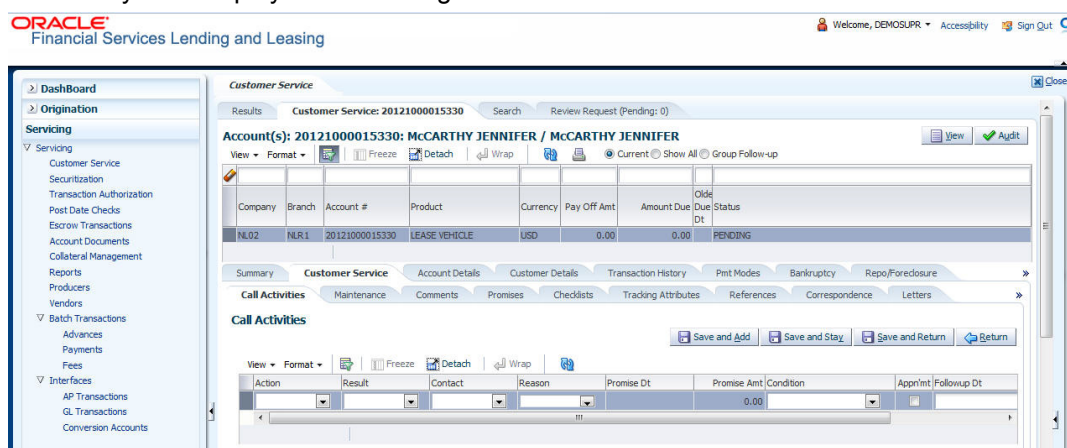 ORACLE
Financial Services Lending and Leasing
Welcome, DEMOSUPR Accessibility Sign Out
Close
DashBoard
Origination
Servicing
Servicing
Customer Service
Securitization
Transaction Authorization
Post Date Checks
Escrow Transactions
Account Documents
Collateral Management
Reports
Producers
Vendors
Batch Transactions
Advances
Payments
Fees
Interfaces
AP Transactions
GL Transactions
Conversion Accounts
Customer Service
Results Customer Service: 20121000015330 Search Review Request (Pending: 0)
Account(s): 20121000015330: McCARTHY JENNIFER / McCARTHY JENNIFER
View Audit
View Format Freeze Detach Wrap Current Show All Group Follow-up
Company Branch Account # Product Currency Pay Off Amt Amount Due Olde Due Dt Status
NL02 NLR1 20121000015330 LEASE VEHICLE USD 0.00 0.00 PENDING
Summary Customer Service Account Details Customer Details Transaction History Pmt Modes Bankruptcy Repo/Foreclosure »
Call Activities Maintenance Comments Promises Checklists Tracking Attributes References Correspondence Letters »
Call Activities
Save and Add Save and Stay Save and Return Return
View Format Freeze Detach Wrap
Action Result Contact Reason Promise Dt Promise Amt Condition Appn'mt Followup Dt
0.00